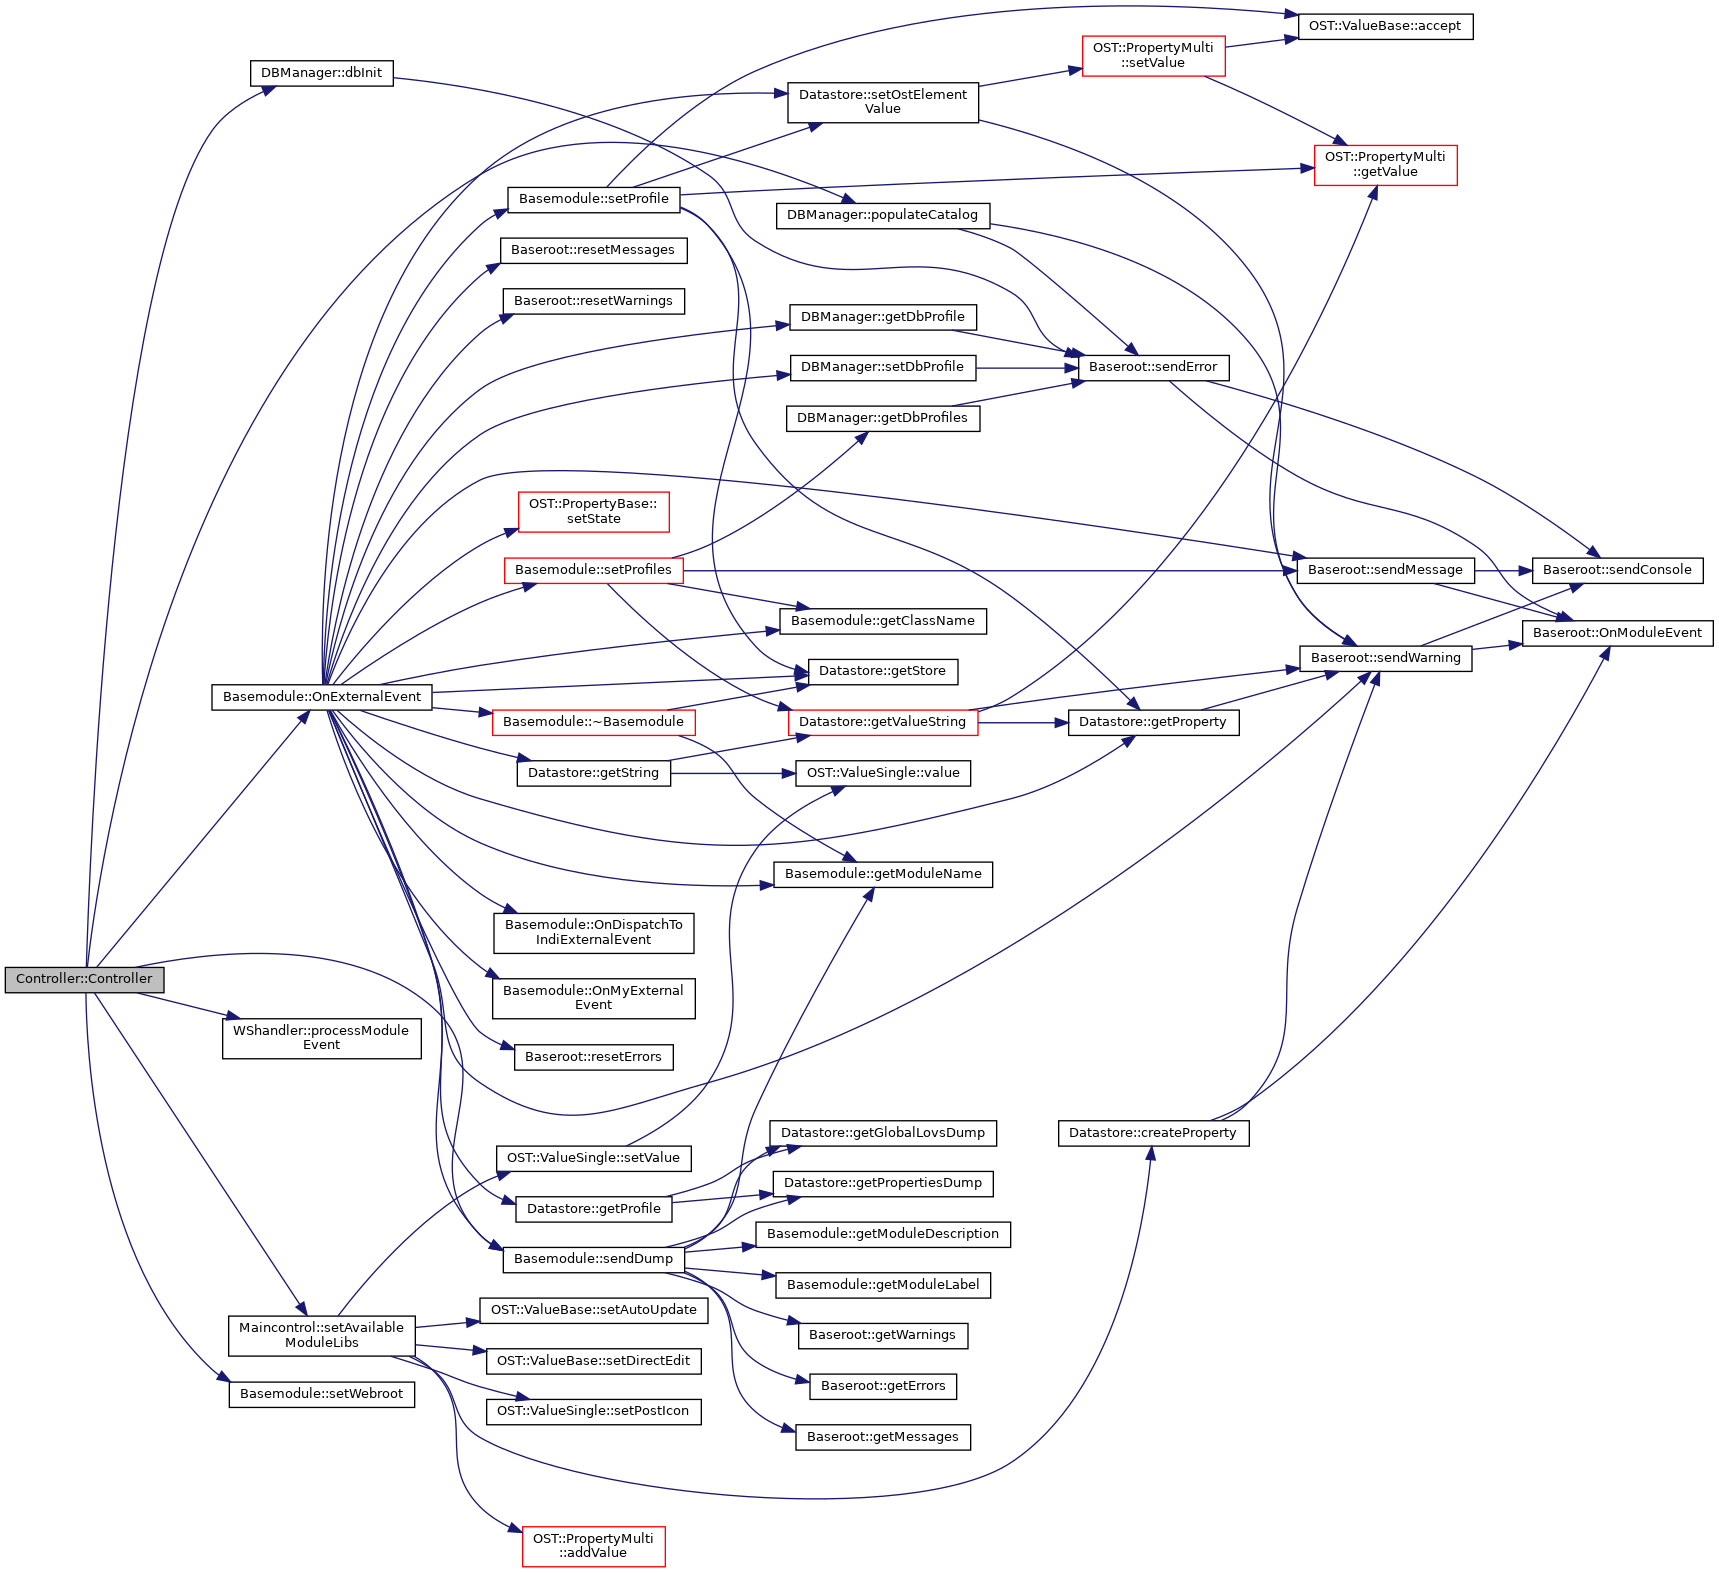 OST::ValueBase::accept
OST::PropertyMulti
::setValue
DBManager::dbInit
Datastore::setOstElement
Value
OST::PropertyMulti
::getValue
Basemodule::setProfile
DBManager::populateCatalog
Baseroot::resetMessages
Baseroot::resetWarnings
DBManager::getDbProfile
DBManager::setDbProfile
Baseroot::sendError
DBManager::getDbProfiles
OST::PropertyBase::
setState
Basemodule::setProfiles
Baseroot::sendMessage
Baseroot::sendConsole
Basemodule::getClassName
Baseroot::OnModuleEvent
Baseroot::sendWarning
Datastore::getStore
Basemodule::OnExternalEvent
Basemodule::~Basemodule
Datastore::getValueString
Datastore::getProperty
Datastore::getString
OST::ValueSingle::value
Basemodule::getModuleName
Basemodule::OnDispatchTo
IndiExternalEvent
Controller::Controller
Basemodule::OnMyExternal
Event
WShandler::processModule
Event
Baseroot::resetErrors
Datastore::getGlobalLovsDump
Datastore::createProperty
OST::ValueSingle::setValue
Datastore::getPropertiesDump
Datastore::getProfile
Basemodule::getModuleDescription
Basemodule::sendDump
Basemodule::getModuleLabel
OST::ValueBase::setAutoUpdate
Maincontrol::setAvailable
ModuleLibs
Baseroot::getWarnings
OST::ValueBase::setDirectEdit
Baseroot::getErrors
Basemodule::setWebroot
OST::ValueSingle::setPostIcon
Baseroot::getMessages
OST::PropertyMulti
::addValue